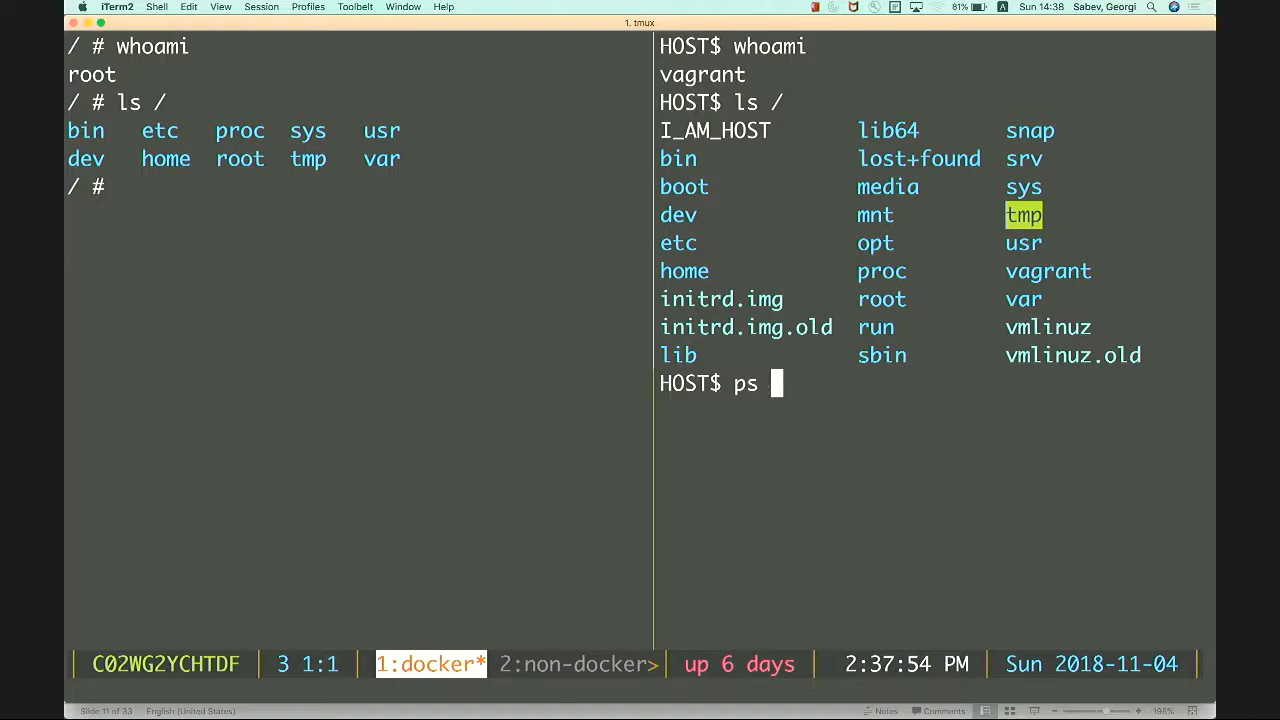 iTerm2 Shell Edit View Session Profiles Toolbelt Window Help 81% A Sun 14:38 Sabev, Georgi
1. tmux
/ # whoami
root
/ # ls /
bin etc proc sys usr
dev home root tmp var
/ #
HOST$ whoami
vagrant
HOST$ ls /
I_AM_HOST lib64 snap
bin lost+found srv
boot media sys
dev mnt tmp
etc opt usr
home proc vagrant
initrd.img root var
initrd.img.old run vmlinuz
lib sbin vmlinuz.old
HOST$ ps
C02WG2YCHTDF 3 1:1 1:docker* 2:non-docker> up 6 days 2:37:54 PM Sun 2018-11-04
Slide 11 of 33 English (United States) Notes Comments 195%